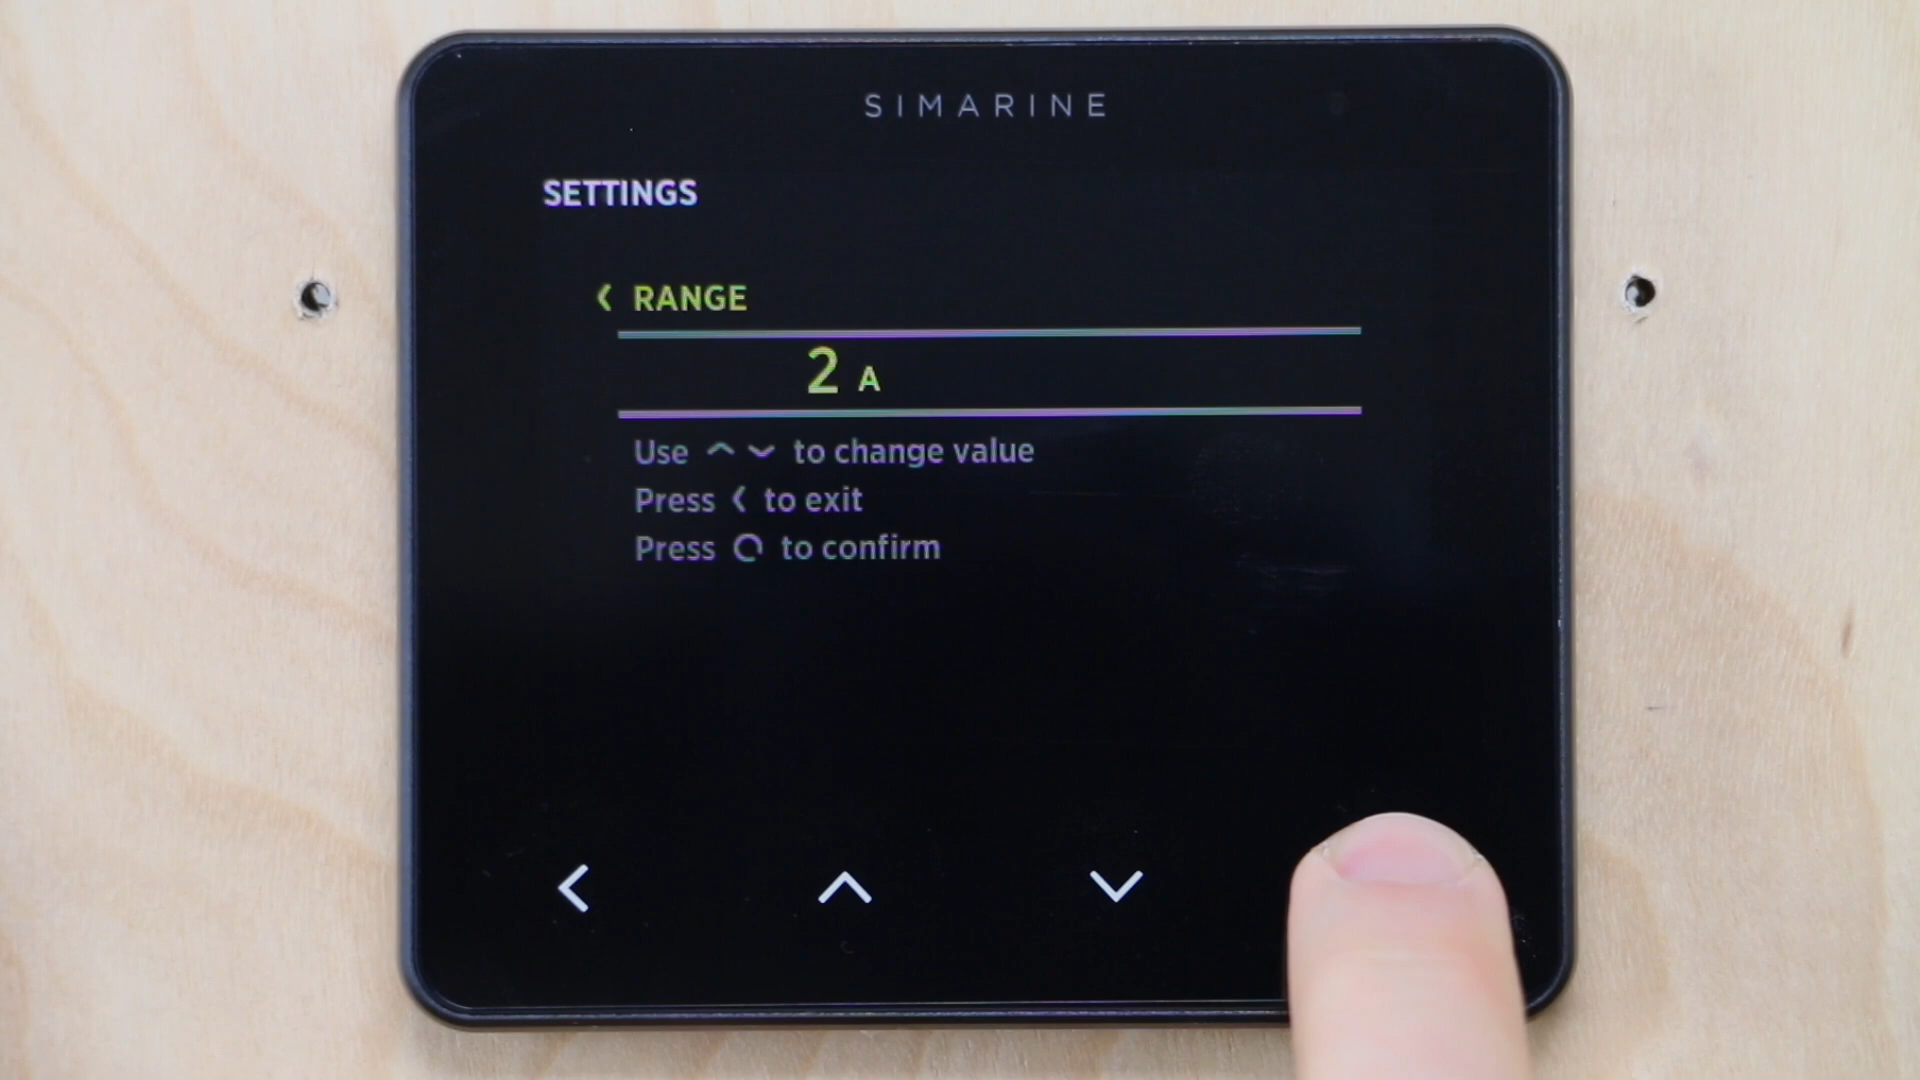 SIMARINE
SETTINGS
< RANGE
2 A
Use ^ ⌄ to change value
Press < to exit
Press O to confirm